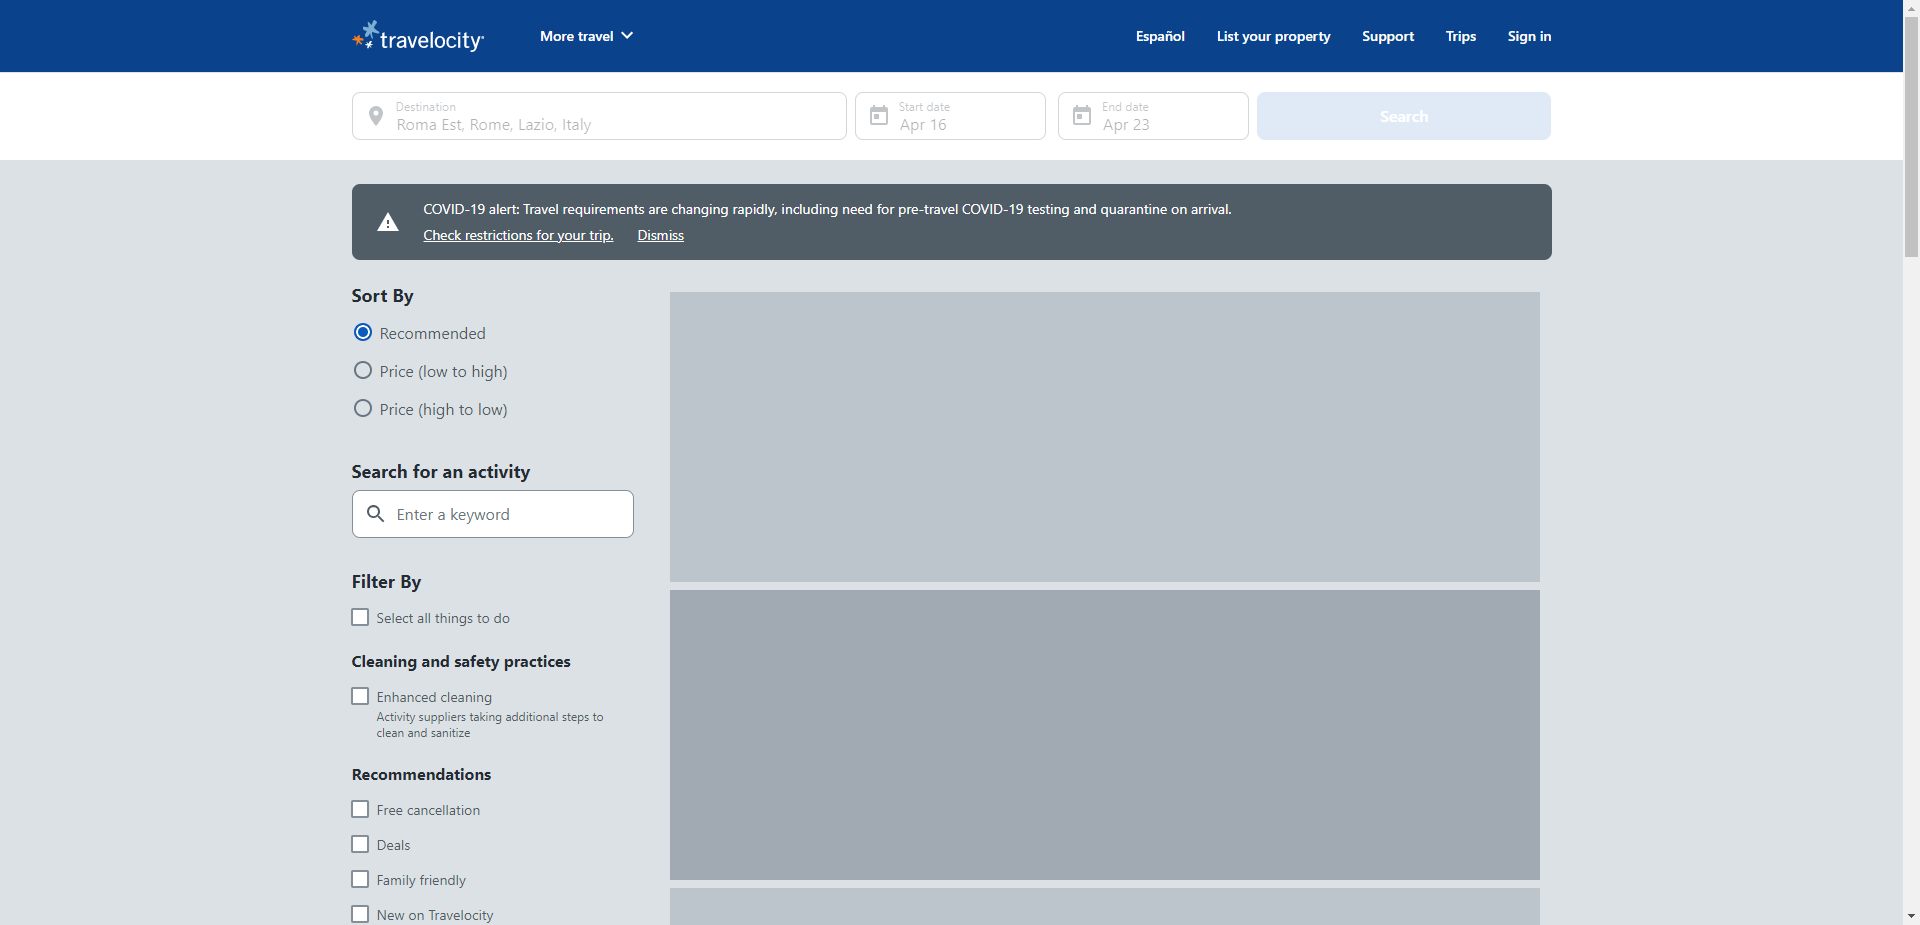 travelocity
More travel
Español
List your property
Support
Trips
Sign in
Destination
Roma Est, Rome, Lazio, Italy
Start date
Apr 16
End date
Apr 23
Search
COVID-19 alert: Travel requirements are changing rapidly, including need for pre-travel COVID-19 testing and quarantine on arrival.
Check restrictions for your trip.
Dismiss
Sort By
Recommended
Price (low to high)
Price (high to low)
Search for an activity
Enter a keyword
Filter By
Select all things to do
Cleaning and safety practices
Enhanced cleaning
Activity suppliers taking additional steps to
clean and sanitize
Recommendations
Free cancellation
Deals
Family friendly
New on Travelocity